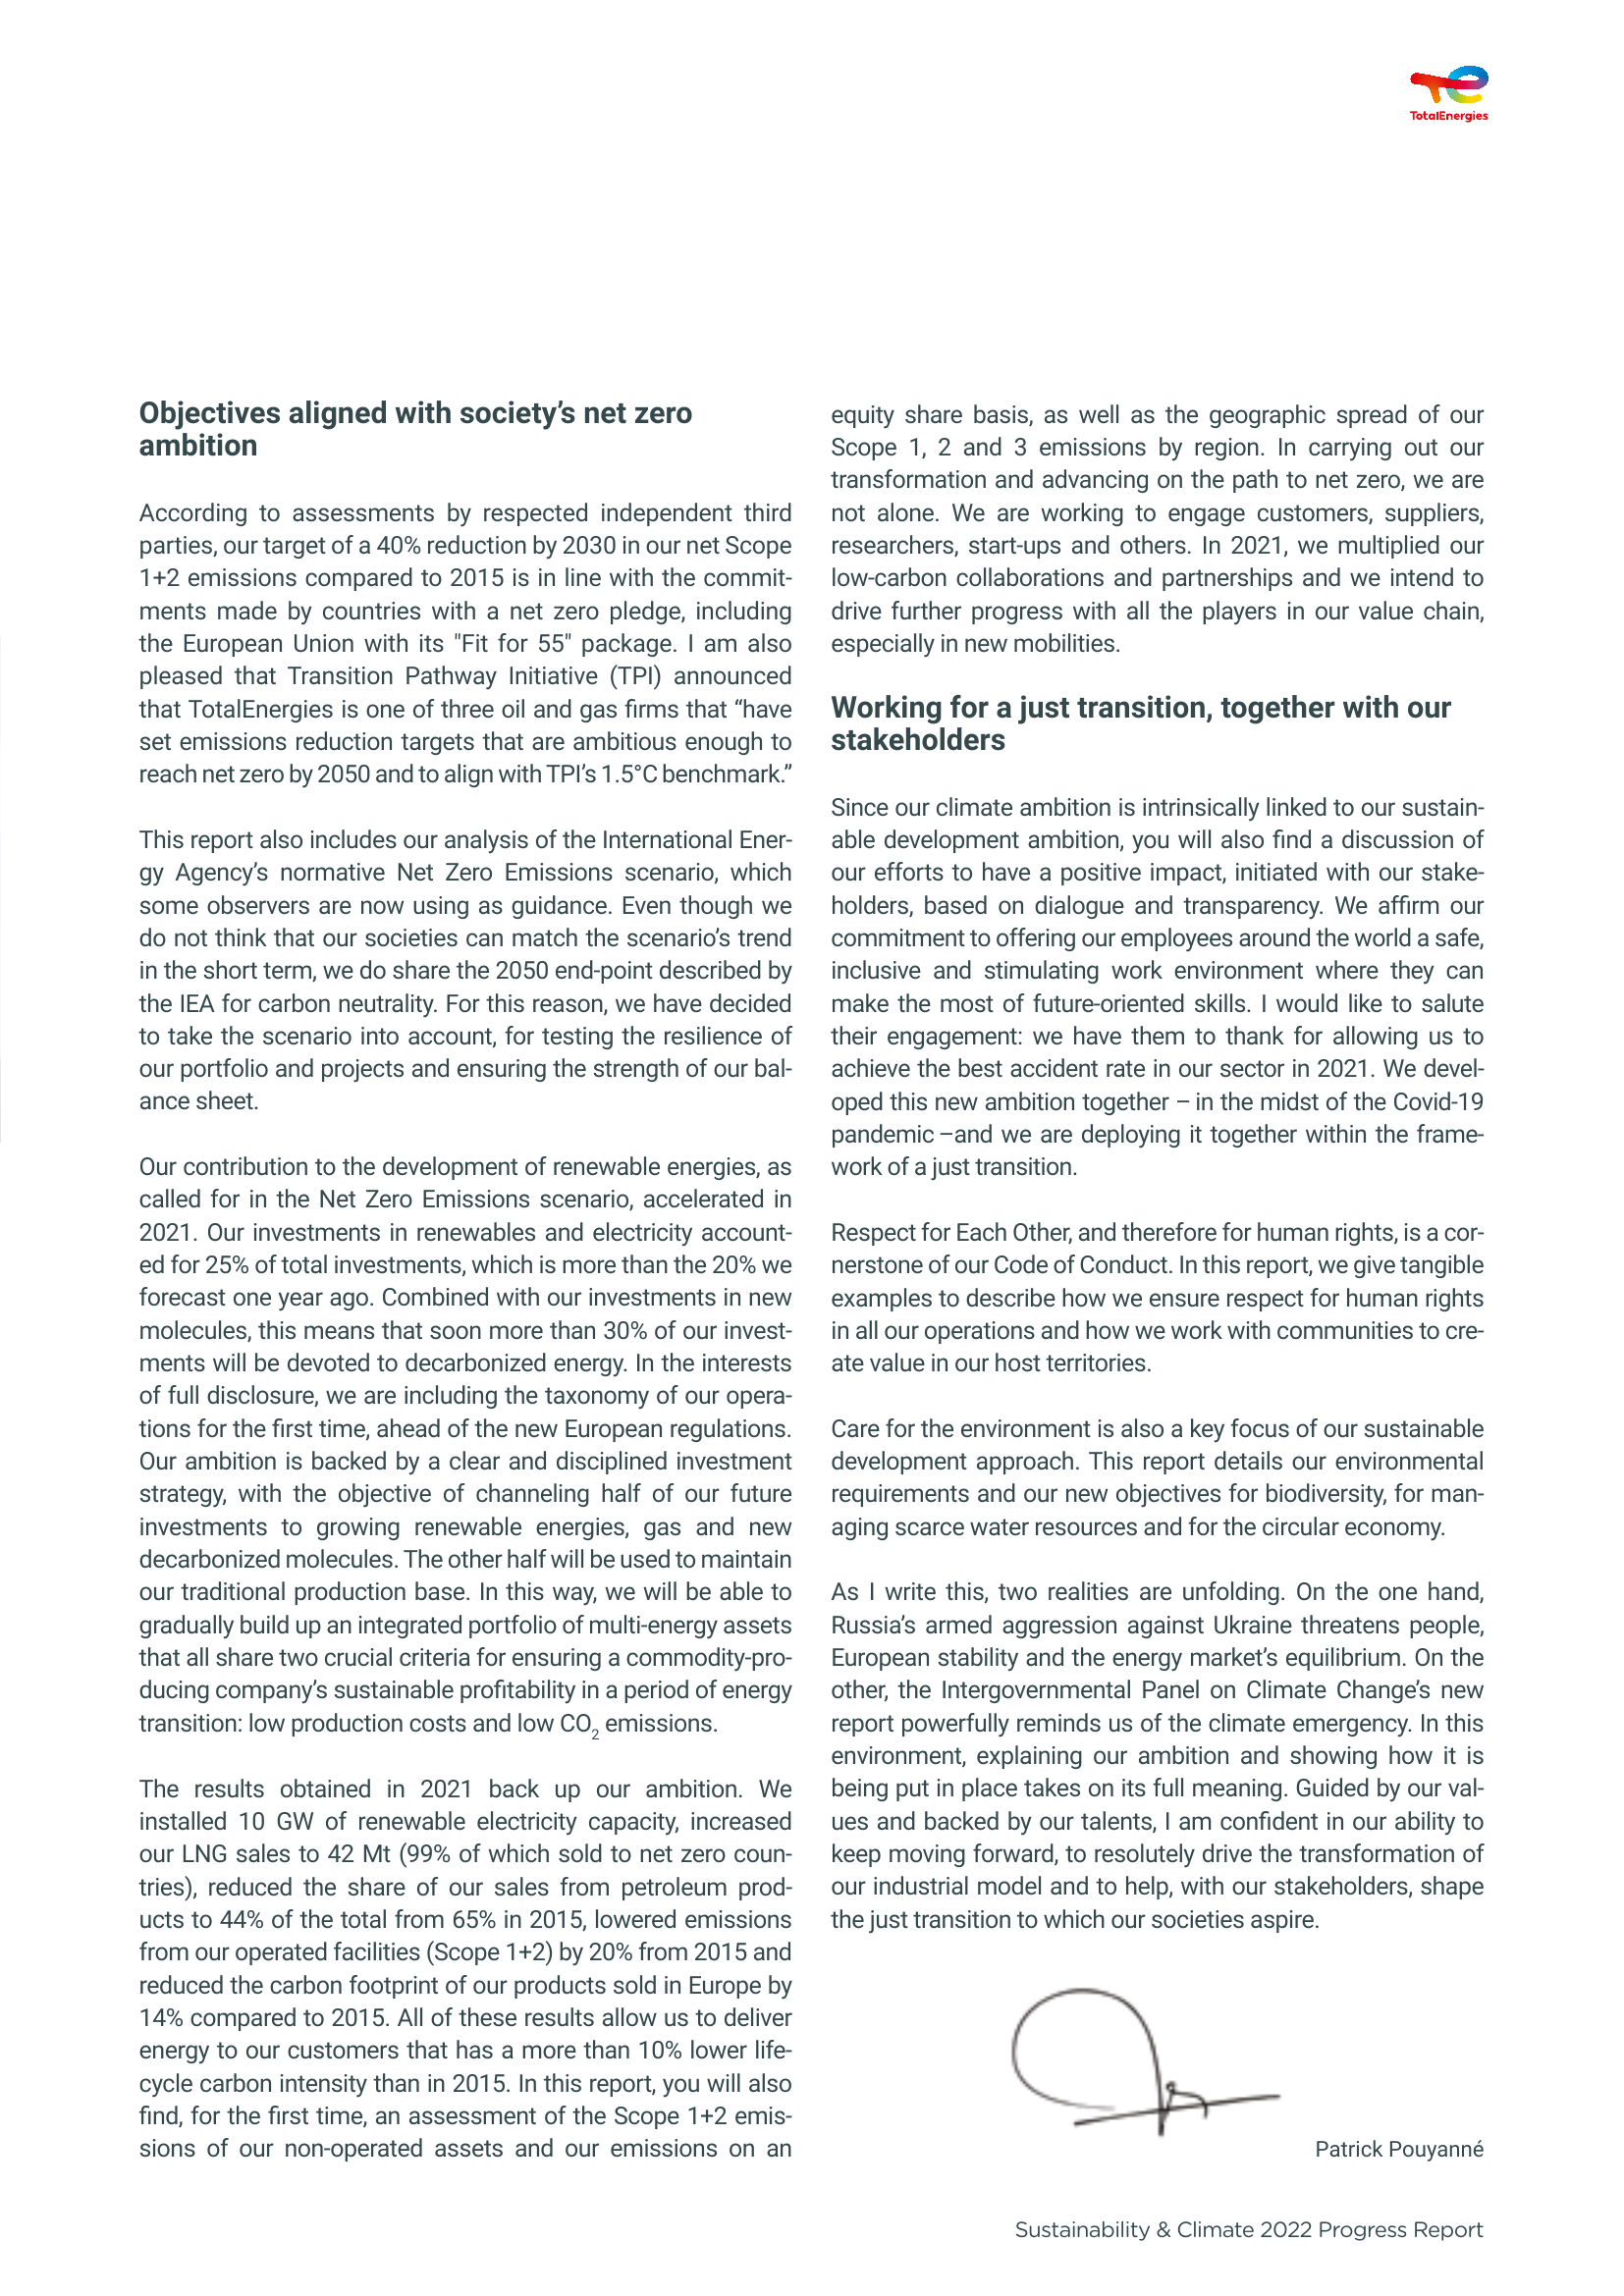 TotalEnergies
Objectives aligned with society’s net zero
ambition
According to assessments by respected independent third
parties, our target of a 40% reduction by 2030 in our net Scope
1+2 emissions compared to 2015 is in line with the commit-
ments made by countries with a net zero pledge, including
the European Union with its "Fit for 55" package. I am also
pleased that Transition Pathway Initiative (TPI) announced
that TotalEnergies is one of three oil and gas firms that “have
set emissions reduction targets that are ambitious enough to
reach net zero by 2050 and to align with TPI’s 1.5°C benchmark.”
This report also includes our analysis of the International Ener-
gy Agency’s normative Net Zero Emissions scenario, which
some observers are now using as guidance. Even though we
do not think that our societies can match the scenario’s trend
in the short term, we do share the 2050 end-point described by
the IEA for carbon neutrality. For this reason, we have decided
to take the scenario into account, for testing the resilience of
our portfolio and projects and ensuring the strength of our bal-
ance sheet.
Our contribution to the development of renewable energies, as
called for in the Net Zero Emissions scenario, accelerated in
2021. Our investments in renewables and electricity account-
ed for 25% of total investments, which is more than the 20% we
forecast one year ago. Combined with our investments in new
molecules, this means that soon more than 30% of our invest-
ments will be devoted to decarbonized energy. In the interests
of full disclosure, we are including the taxonomy of our opera-
tions for the first time, ahead of the new European regulations.
Our ambition is backed by a clear and disciplined investment
strategy, with the objective of channeling half of our future
investments to growing renewable energies, gas and new
decarbonized molecules. The other half will be used to maintain
our traditional production base. In this way, we will be able to
gradually build up an integrated portfolio of multi-energy assets
that all share two crucial criteria for ensuring a commodity-pro-
ducing company’s sustainable profitability in a period of energy
transition: low production costs and low CO₂ emissions.
The results obtained in 2021 back up our ambition. We
installed 10 GW of renewable electricity capacity, increased
our LNG sales to 42 Mt (99% of which sold to net zero coun-
tries), reduced the share of our sales from petroleum prod-
ucts to 44% of the total from 65% in 2015, lowered emissions
from our operated facilities (Scope 1+2) by 20% from 2015 and
reduced the carbon footprint of our products sold in Europe by
14% compared to 2015. All of these results allow us to deliver
energy to our customers that has a more than 10% lower life-
cycle carbon intensity than in 2015. In this report, you will also
find, for the first time, an assessment of the Scope 1+2 emis-
sions of our non-operated assets and our emissions on an
equity share basis, as well as the geographic spread of our
Scope 1, 2 and 3 emissions by region. In carrying out our
transformation and advancing on the path to net zero, we are
not alone. We are working to engage customers, suppliers,
researchers, start-ups and others. In 2021, we multiplied our
low-carbon collaborations and partnerships and we intend to
drive further progress with all the players in our value chain,
especially in new mobilities.
Working for a just transition, together with our
stakeholders
Since our climate ambition is intrinsically linked to our sustain-
able development ambition, you will also find a discussion of
our efforts to have a positive impact, initiated with our stake-
holders, based on dialogue and transparency. We affirm our
commitment to offering our employees around the world a safe,
inclusive and stimulating work environment where they can
make the most of future-oriented skills. I would like to salute
their engagement: we have them to thank for allowing us to
achieve the best accident rate in our sector in 2021. We devel-
oped this new ambition together – in the midst of the Covid-19
pandemic –and we are deploying it together within the frame-
work of a just transition.
Respect for Each Other, and therefore for human rights, is a cor-
nerstone of our Code of Conduct. In this report, we give tangible
examples to describe how we ensure respect for human rights
in all our operations and how we work with communities to cre-
ate value in our host territories.
Care for the environment is also a key focus of our sustainable
development approach. This report details our environmental
requirements and our new objectives for biodiversity, for man-
aging scarce water resources and for the circular economy.
As I write this, two realities are unfolding. On the one hand,
Russia’s armed aggression against Ukraine threatens people,
European stability and the energy market’s equilibrium. On the
other, the Intergovernmental Panel on Climate Change’s new
report powerfully reminds us of the climate emergency. In this
environment, explaining our ambition and showing how it is
being put in place takes on its full meaning. Guided by our val-
ues and backed by our talents, I am confident in our ability to
keep moving forward, to resolutely drive the transformation of
our industrial model and to help, with our stakeholders, shape
the just transition to which our societies aspire.
Patrick Pouyanné
Sustainability & Climate 2022 Progress Report